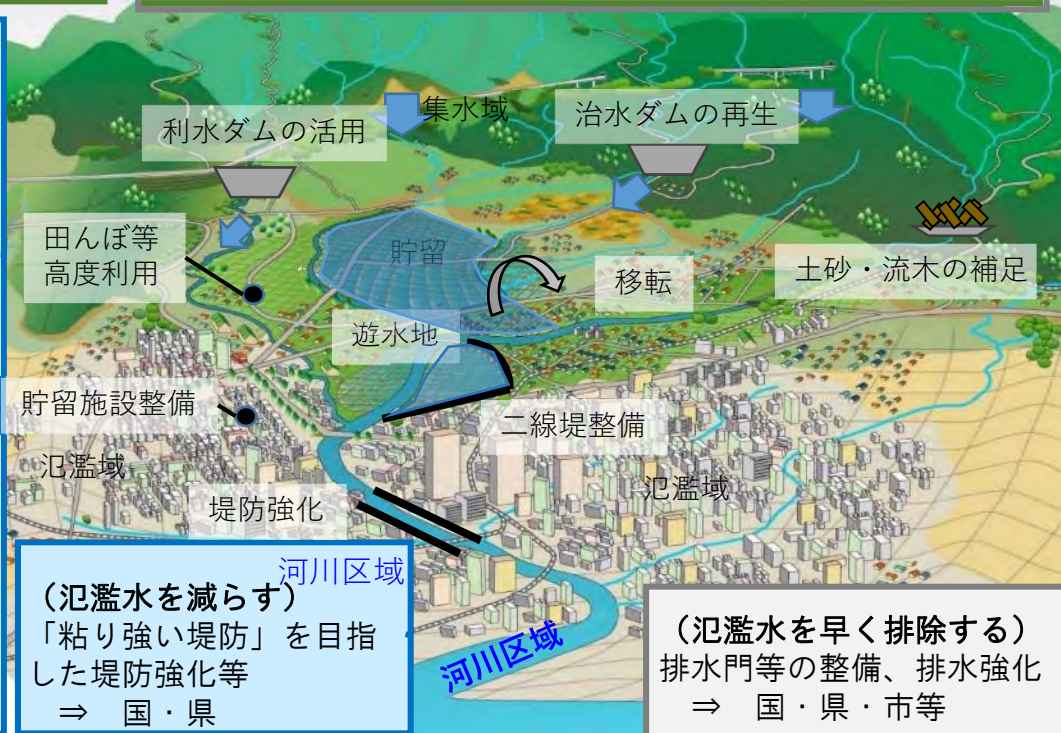 集水域
利水ダムの活用
治水ダムの再生
田んぼ等
高度利用
貯留
移転
土砂・流木の補足
遊水地
貯留施設整備
二線堤整備
氾濫域
氾濫域
堤防強化
河川区域
(氾濫水を減らす)
「粘り強い堤防」を目指
した堤防強化等
⇒ 国・県
河川区域
(氾濫水を早く排除する)
排水門等の整備、排水強化
⇒ 国・県・市等